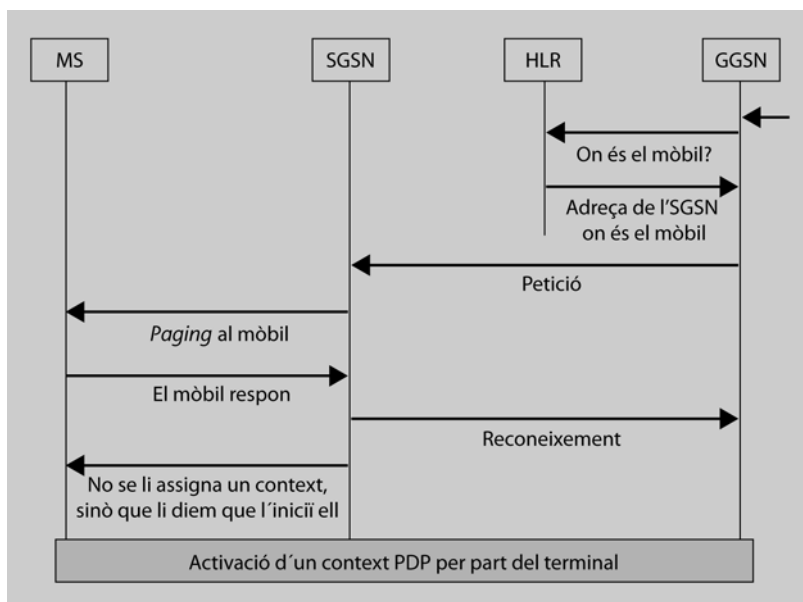 MS
SGSN
HLR
GGSN
On és el mòbil?
Adreça de l'SGSN
on és el mòbil
Petició
Paging al mòbil
El mòbil respon
Reconeixement
No se li assigna un context,
sinò que li diem que l´iniciï ell
Activació d´un context PDP per part del terminal